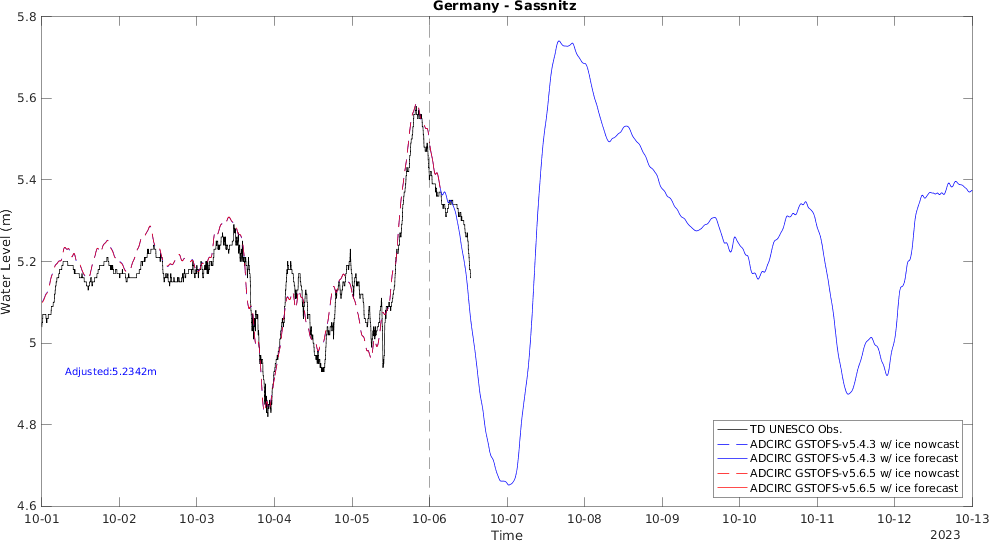 Germany - Sassnitz
5.8
5.6
5.4
5.2
5
4.8
4.6
Water Level (m)
Adjusted:5.2342m
TD UNESCO Obs.
ADCIRC GSTOFS-v5.4.3 w/ ice nowcast
ADCIRC GSTOFS-v5.4.3 w/ ice forecast
ADCIRC GSTOFS-v5.6.5 w/ ice nowcast
ADCIRC GSTOFS-v5.6.5 w/ ice forecast
10-01 10-02 10-03 10-04 10-05 10-06 10-07 10-08 10-09 10-10 10-11 10-12 10-13
Time
2023